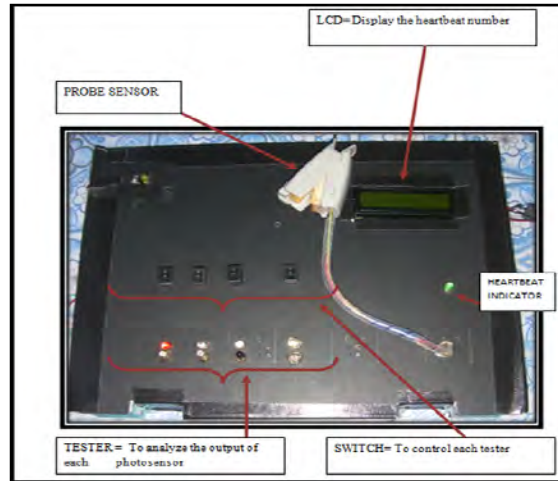 LCD= Display the heartbeat number
PROBE SENSOR
HEARTBEAT
INDICATOR
TESTER= To analyze the output of
each photosensor
SWITCH= To control each tester